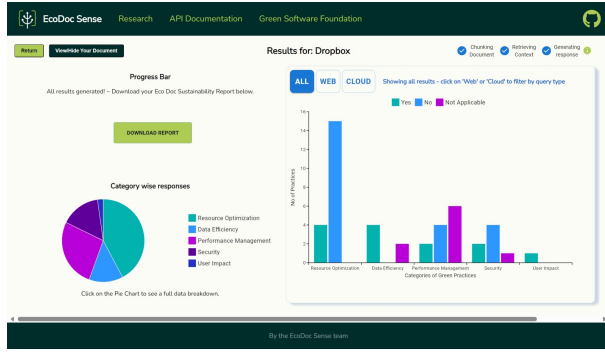 EcoDoc Sense Research API Documentation Green Software Foundation
Return View/Hide Your Document Results for: Dropbox Chunking Document Retrieving Context Generating response
Progress Bar
All results generated! – Download your Eco Doc Sustainability Report below.
DOWNLOAD REPORT
Category wise responses
Resource Optimization
Data Efficiency
Performance Management
Security
User Impact
Click on the Pie Chart to see a full data breakdown.
ALL WEB CLOUD Showing all results - click on 'Web' or 'Cloud' to filter by query type
Yes No Not Applicable
No of Practices
16
14
12
10
8
6
4
2
0
Resource Optimization Data Efficiency Performance Management Security User Impact
Categories of Green Practices
By the EcoDoc Sense team